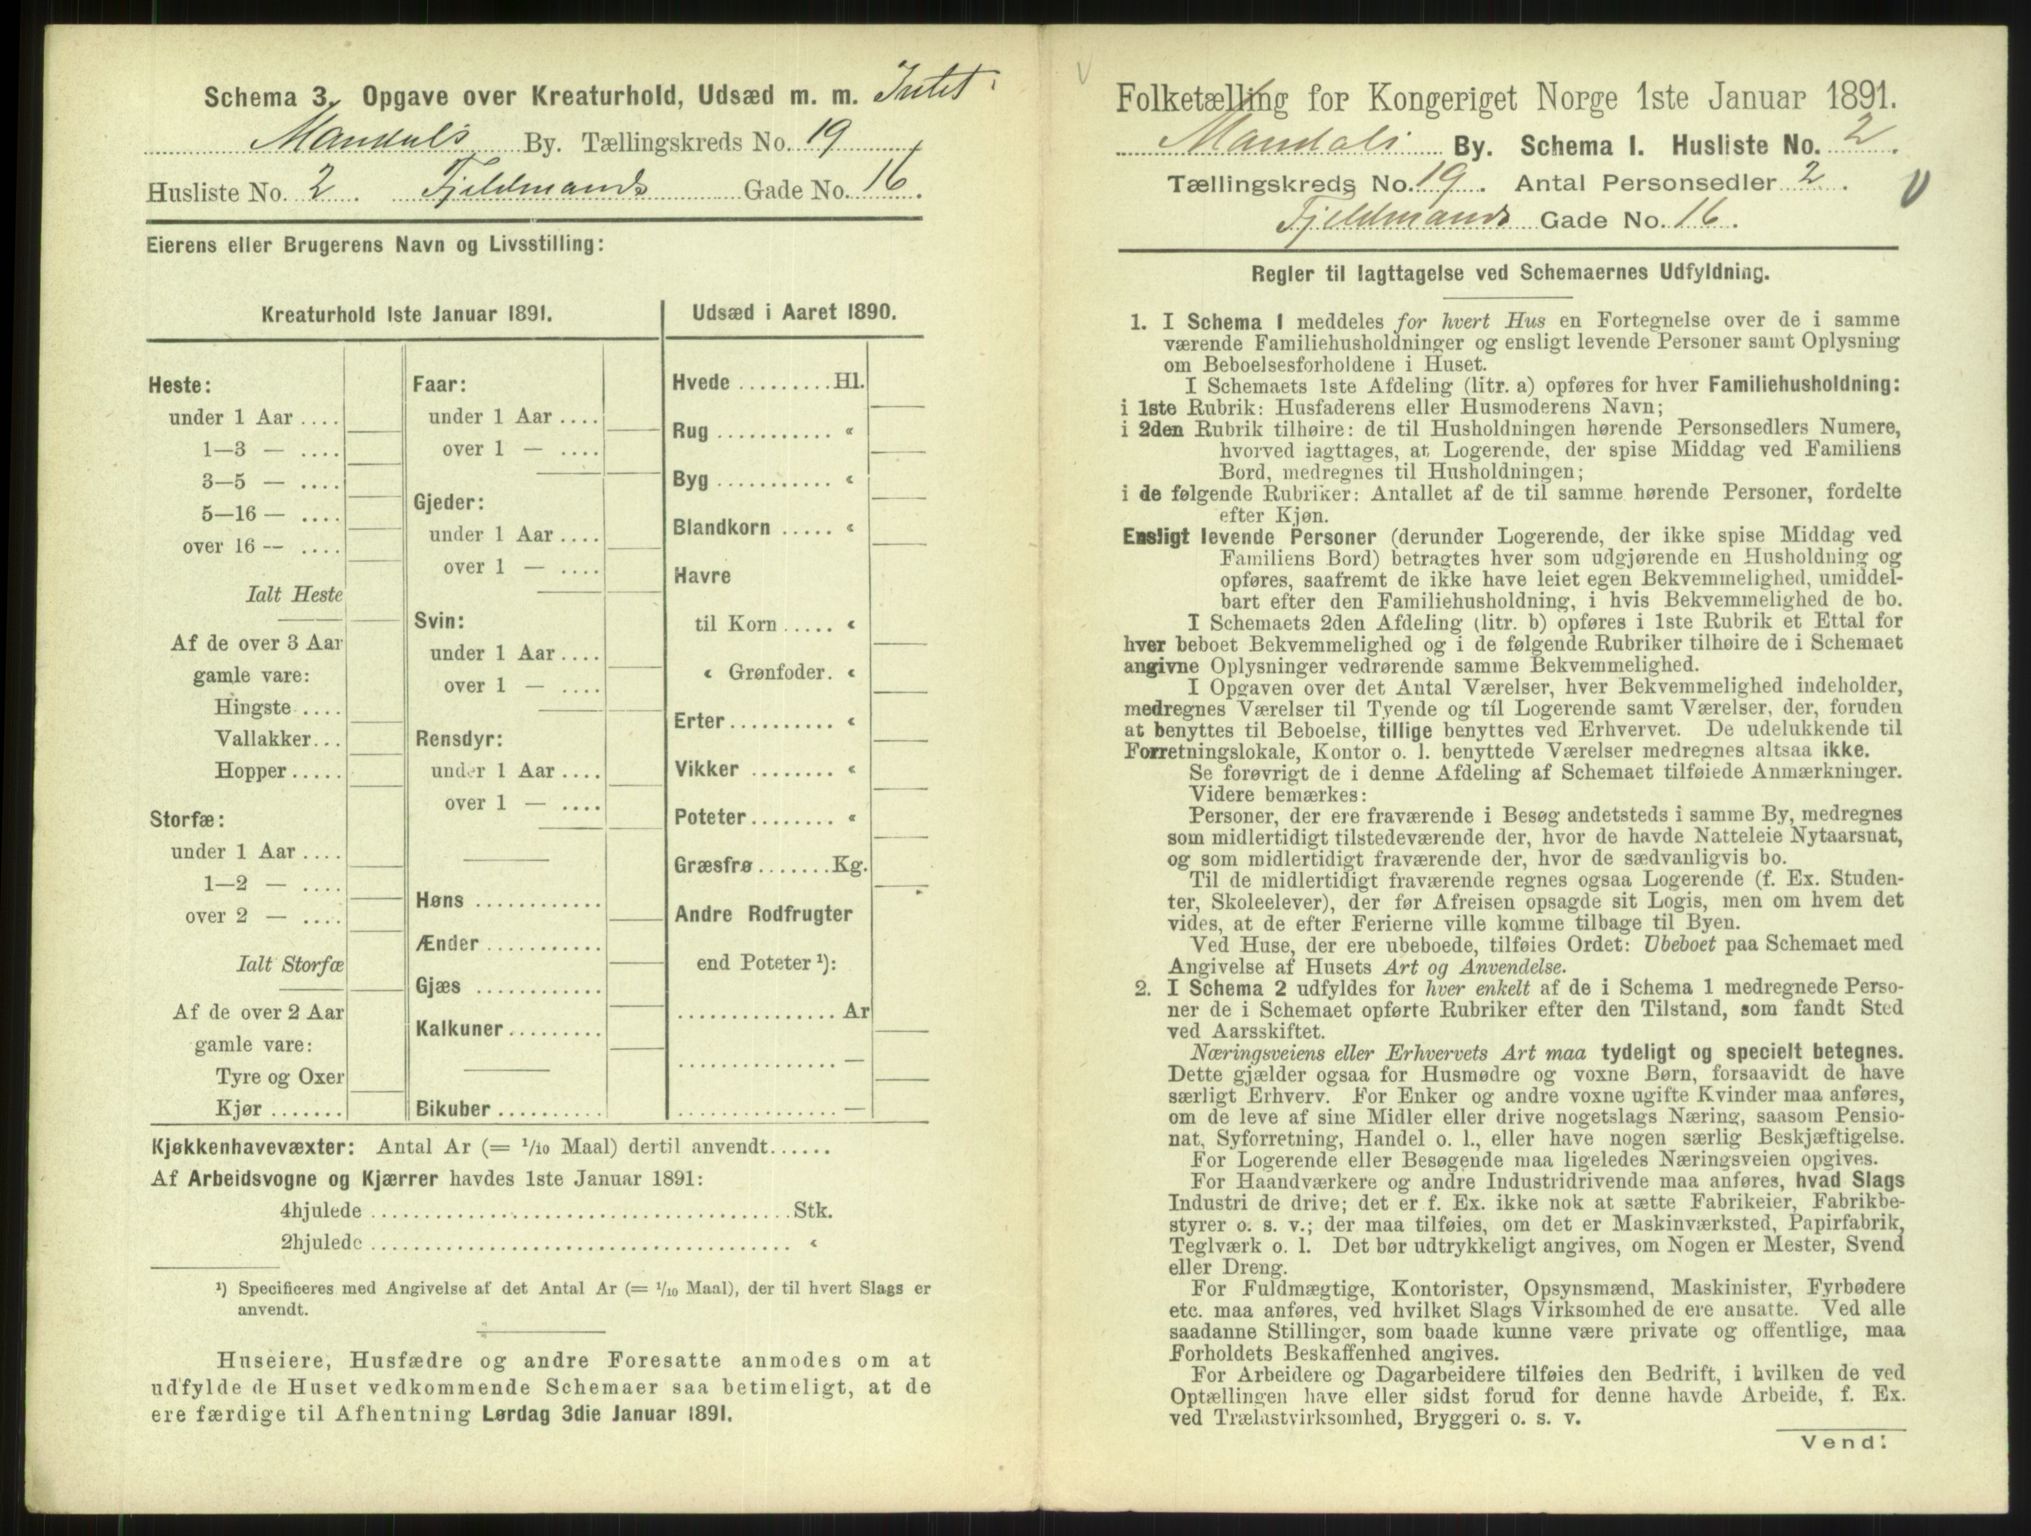 Schema 3. Opgave over Kreaturhold, Udsæd m. m. Intet
Mandals By. Tællingskreds No. 19
Husliste No. 2 Fjeldmands Gade No. 16.
Eierens eller Brugerens Navn og Livsstilling:
Kreaturhold 1ste Januar 1891.
Heste:
under 1 Aar....
1—3 — ....
3—5 — ....
5—16 — ....
over 16 — ....
Ialt Heste
Af de over 3 Aar
gamle vare:
Hingste....
Vallakker...
Hopper.....
Storfæ:
under 1 Aar....
1—2 — ....
over 2 — ....
Ialt Storfæ
Af de over 2 Aar
gamle vare:
Tyre og Oxer
Kjør.......
Faar:
under 1 Aar....
over 1 — ....
Gjeder:
under 1 Aar....
over 1 — ....
Svin:
under 1 Aar....
over 1 — ....
Rensdyr:
under 1 Aar....
over 1 — ....
Høns............
Ænder...........
Gjæs............
Kalkuner.........
Bikuber..........
Udsæd i Aaret 1890.
Hvede.........Hl.
Rug........... «
Byg........... «
Blandkorn..... «
Havre
til Korn..... «
« Grønfoder. «
Erter......... «
Vikker........ «
Poteter........ «
Græsfrø.......Kg.
Andre Rodfrugter
end Poteter ¹):
............... Ar
...............—
...............—
Kjøkkenhavevæxter: Antal Ar (= 1/10 Maal) dertil anvendt......
Af Arbeidsvogne og Kjærrer havdes 1ste Januar 1891:
4hjulede........................................Stk.
2hjulede........................................ «
¹) Specificeres med Angivelse af det Antal Ar (= 1/10 Maal), der til hvert Slags er
anvendt.
Huseiere, Husfædre og andre Foresatte anmodes om at
udfylde de Huset vedkommende Schemaer saa betimeligt, at de
ere færdige til Afhentning Lørdag 3die Januar 1891.
Folketælling for Kongeriget Norge 1ste Januar 1891.
Mandals By. Schema 1. Husliste No. 2.
Tællingskreds No. 19. Antal Personsedler 2.
Fjeldmands Gade No. 16.
Regler til Iagttagelse ved Schemaernes Udfyldning.
1. I Schema 1 meddeles for hvert Hus en Fortegnelse over de i samme
værende Familiehusholdninger og ensligt levende Personer samt Oplysning
om Beboelsesforholdene i Huset.
I Schemaets 1ste Afdeling (litr. a) opføres for hver Familiehusholdning:
i 1ste Rubrik: Husfaderens eller Husmoderens Navn;
i 2den Rubrik tilhøire: de til Husholdningen hørende Personsedlers Numere,
hvorved iagttages, at Logerende, der spise Middag ved Familiens
Bord, medregnes til Husholdningen;
i de følgende Rubriker: Antallet af de til samme hørende Personer, fordelte
efter Kjøn.
Ensligt levende Personer (derunder Logerende, der ikke spise Middag ved
Familiens Bord) betragtes hver som udgjørende en Husholdning og
opføres, saafremt de ikke have leiet egen Bekvemmelighed, umiddel-
bart efter den Familiehusholdning, i hvis Bekvemmelighed de bo.
I Schemaets 2den Afdeling (litr. b) opføres i 1ste Rubrik et Ettal for
hver beboet Bekvemmelighed og i de følgende Rubriker tilhøire de i Schemaet
angivne Oplysninger vedrørende samme Bekvemmelighed.
I Opgaven over det Antal Værelser, hver Bekvemmelighed indeholder,
medregnes Værelser til Tyende og til Logerende samt Værelser, der, foruden
at benyttes til Beboelse, tillige benyttes ved Erhvervet. De udelukkende til
Forretningslokale, Kontor o. l. benyttede Værelser medregnes altsaa ikke.
Se forøvrigt de i denne Afdeling af Schemaet tilføiede Anmærkninger.
Videre bemærkes:
Personer, der ere fraværende i Besøg andetsteds i samme By, medregnes
som midlertidigt tilstedeværende der, hvor de havde Natteleie Nytaarsnat,
og som midlertidigt fraværende der, hvor de sædvanligvis bo.
Til de midlertidigt fraværende regnes ogsaa Logerende (f. Ex. Studen-
ter, Skoleelever), der før Afreisen opsagde sit Logis, men om hvem det
vides, at de efter Ferierne ville komme tilbage til Byen.
Ved Huse, der ere ubeboede, tilføies Ordet: Ubeboet paa Schemaet med
Angivelse af Husets Art og Anvendelse.
2. I Schema 2 udfyldes for hver enkelt af de i Schema 1 medregnede Perso-
ner de i Schemaet opførte Rubriker efter den Tilstand, som fandt Sted
ved Aarsskiftet.
Næringsveiens eller Erhvervets Art maa tydeligt og specielt betegnes.
Dette gjælder ogsaa for Husmødre og voxne Børn, forsaavidt de have
særligt Erhverv. For Enker og andre voxne ugifte Kvinder maa anføres,
om de leve af sine Midler eller drive nogetslags Næring, saasom Pensio-
nat, Syforretning, Handel o. l., eller have nogen særlig Beskjæftigelse.
For Logerende eller Besøgende maa ligeledes Næringsveien opgives.
For Haandværkere og andre Industridrivende maa anføres, hvad Slags
Industri de drive; det er f. Ex. ikke nok at sætte Fabrikeier, Fabrikbe-
styrer o. s. v.; der maa tilføies, om det er Maskinværksted, Papirfabrik,
Teglværk o. l. Det bør udtrykkeligt angives, om Nogen er Mester, Svend
eller Dreng.
For Fuldmægtige, Kontorister, Opsynsmænd, Maskinister, Fyrbødere
etc. maa anføres, ved hvilket Slags Virksomhed de ere ansatte. Ved alle
saadanne Stillinger, som baade kunne være private og offentlige, maa
Forholdets Beskaffenhed angives.
For Arbeidere og Dagarbeidere tilføies den Bedrift, i hvilken de ved
Optællingen have eller sidst forud for denne havde Arbeide, f. Ex.
ved Trælastvirksomhed, Bryggeri o. s. v.
Vend: